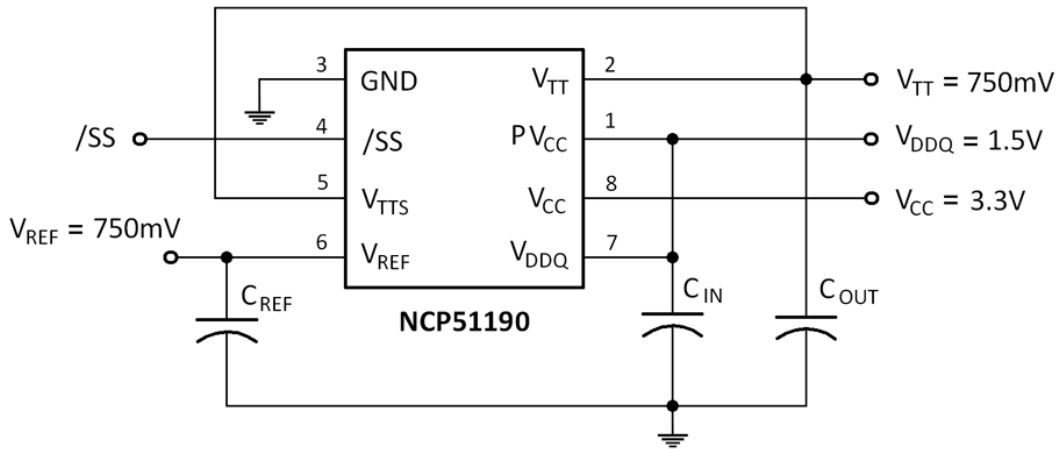 3 GND V_TT 2 V_TT = 750mV
/SS 4 /SS PV_CC 1 V_DDQ = 1.5V
5 V_TTS V_CC 8 V_CC = 3.3V
V_REF = 750mV 6 V_REF V_DDQ 7
C_REF C_IN C_OUT
NCP51190